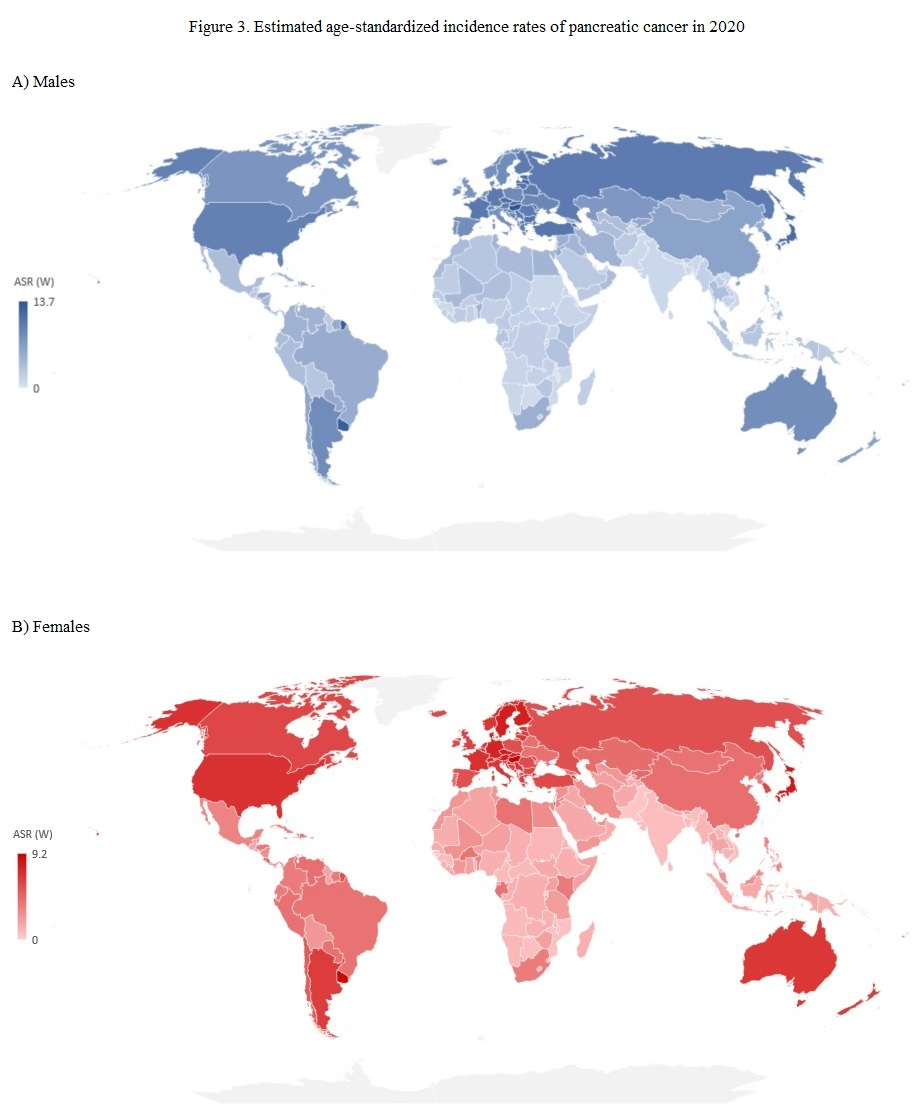 Figure 3. Estimated age-standardized incidence rates of pancreatic cancer in 2020
A) Males
ASR (W)
13.7
0
B) Females
ASR (W)
9.2
0